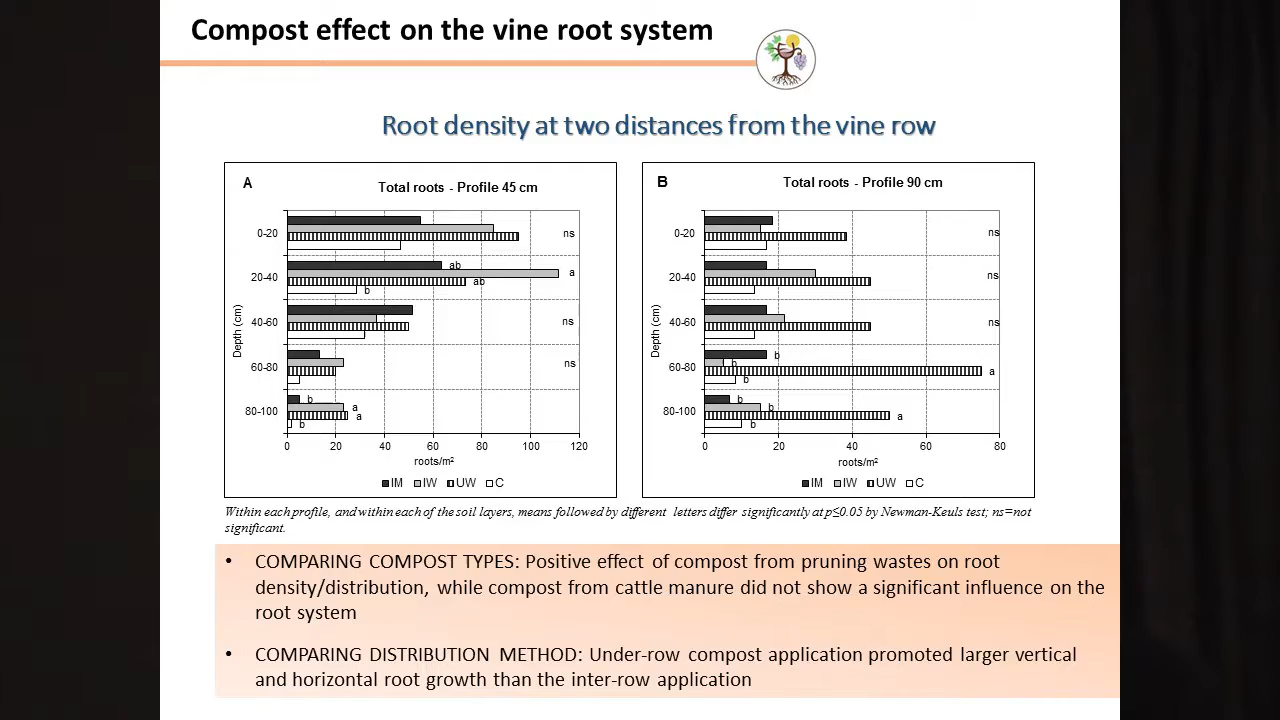 Compost effect on the vine root system
Root density at two distances from the vine row
A
Total roots - Profile 45 cm
Depth (cm)
0-20
ns
20-40
ab
a
ab
b
40-60
ns
60-80
ns
80-100
b
a
a
b
0 20 40 60 80 100 120
roots/m²
IM IW UW C
B
Total roots - Profile 90 cm
Depth (cm)
0-20
ns
20-40
ns
40-60
ns
60-80
b
b
a
b
80-100
b
b
a
b
0 20 40 60 80
roots/m²
IM IW UW C
Within each profile, and within each of the soil layers, means followed by different letters differ significantly at p≤0.05 by Newman-Keuls test; ns=not
significant.
• COMPARING COMPOST TYPES: Positive effect of compost from pruning wastes on root
density/distribution, while compost from cattle manure did not show a significant influence on the
root system
• COMPARING DISTRIBUTION METHOD: Under-row compost application promoted larger vertical
and horizontal root growth than the inter-row application